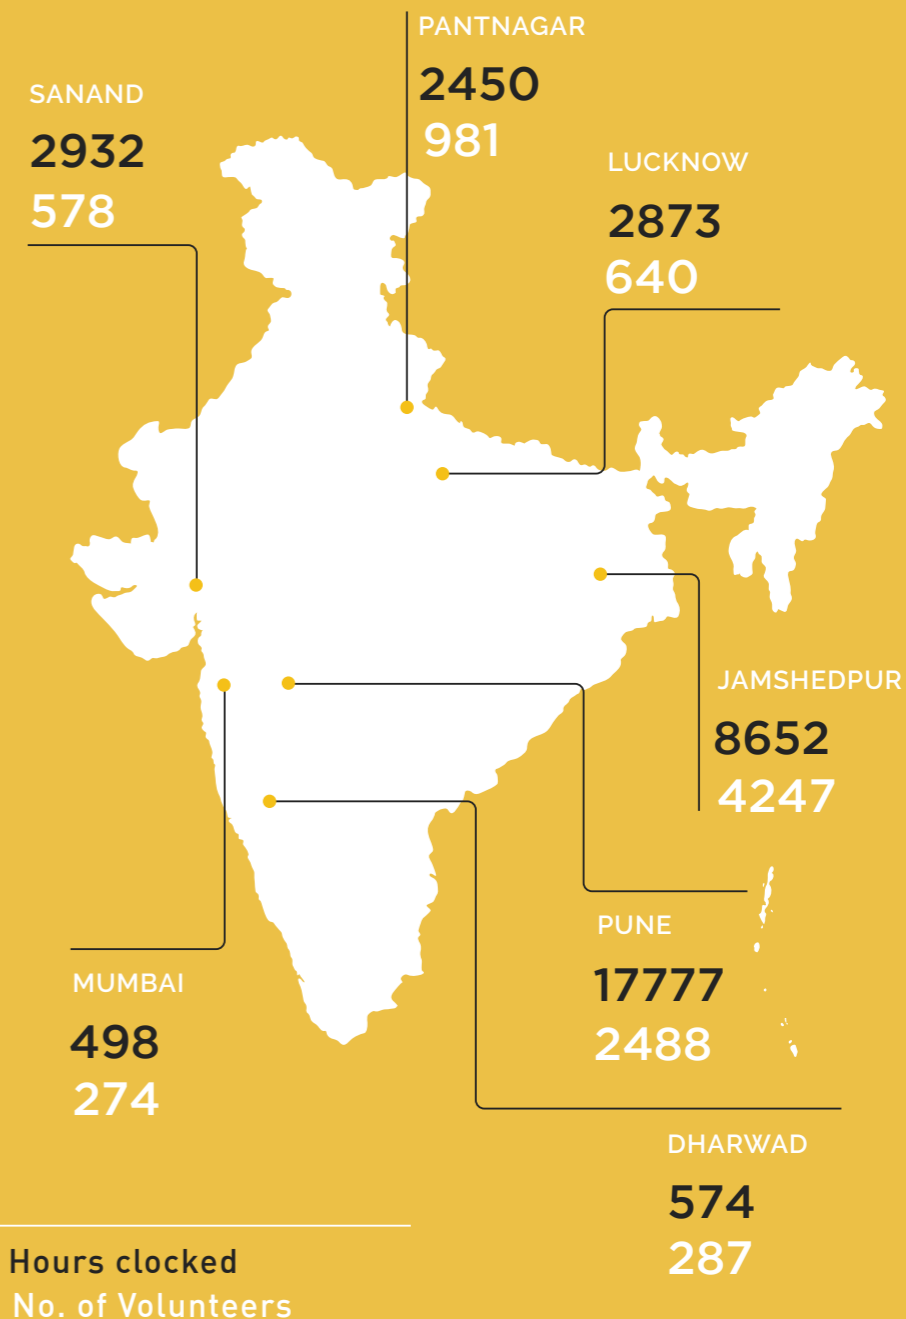 PANTNAGAR
2450
981
SANAND
2932
578
LUCKNOW
2873
640
JAMSHEDPUR
8652
4247
PUNE
17777
2488
MUMBAI
498
274
DHARWAD
574
287
Hours clocked
No. of Volunteers